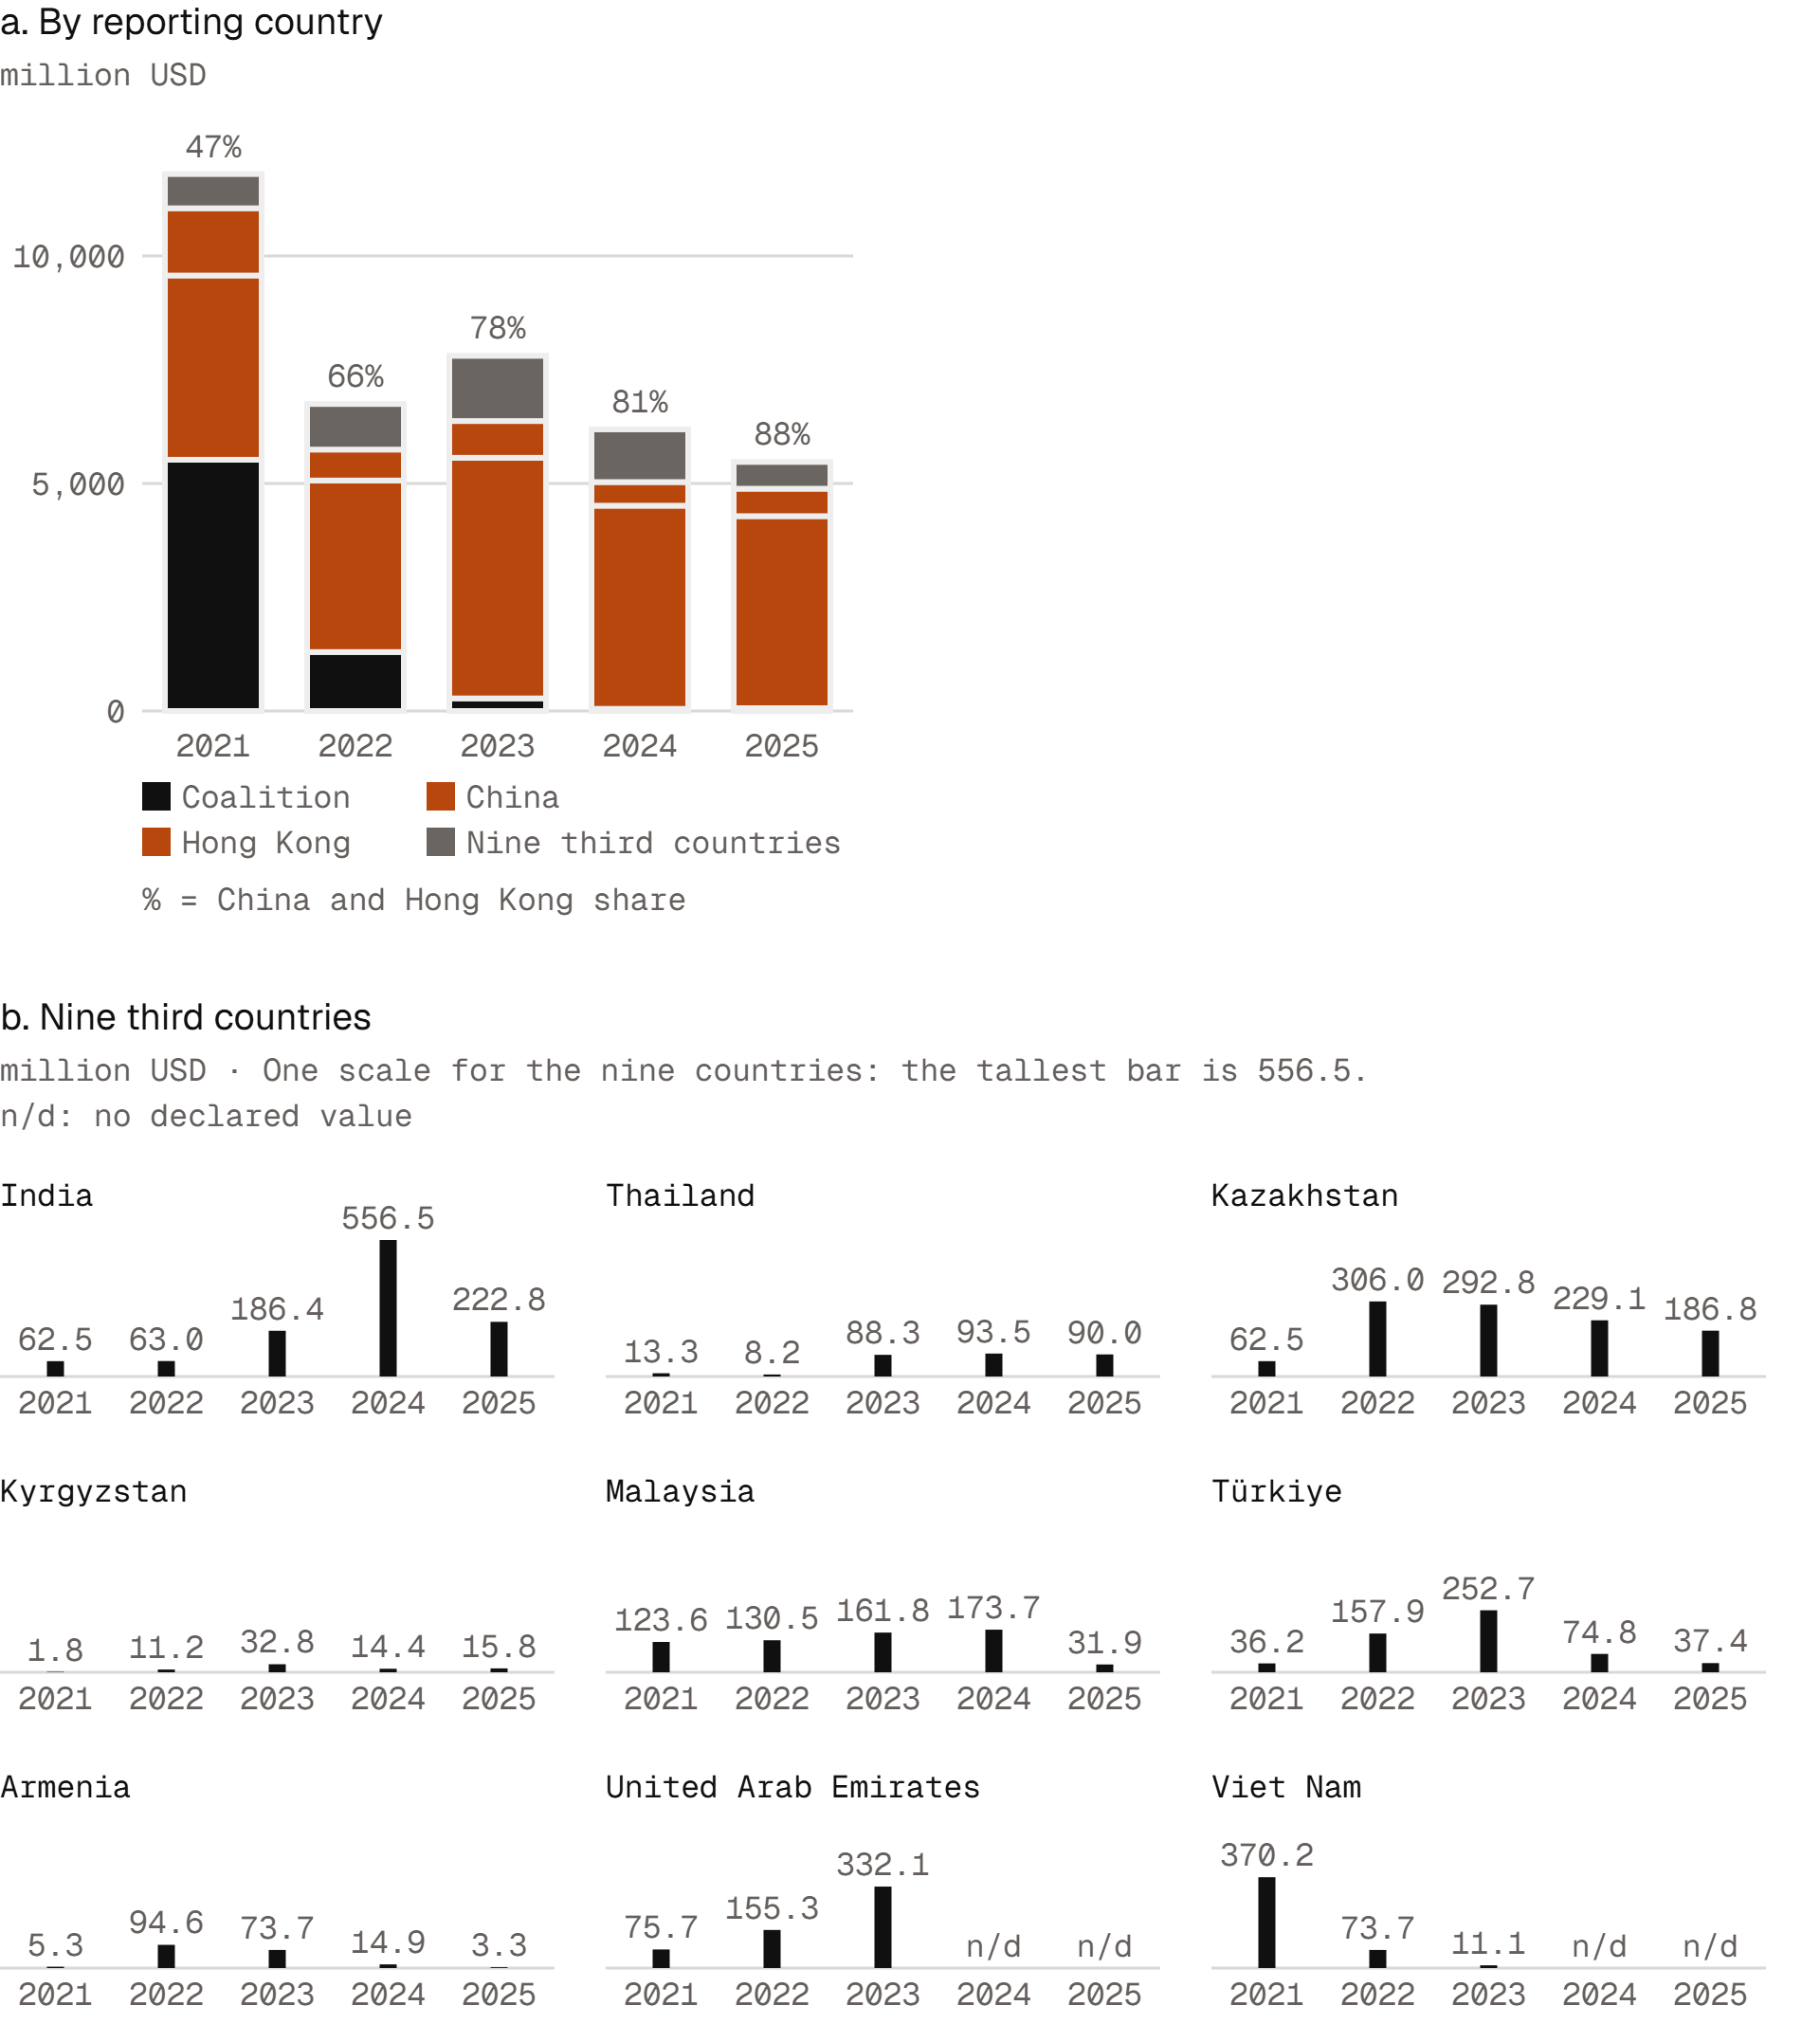 a. By reporting country
million USD
47%
10,000
78%
66%
81%
88%
5,000
0
2021 2022 2023 2024 2025
Coalition China
Hong Kong Nine third countries
% = China and Hong Kong share
b. Nine third countries
million USD · One scale for the nine countries: the tallest bar is 556.5.
n/d: no declared value
India
62.5 63.0 186.4 556.5 222.8
2021 2022 2023 2024 2025
Thailand
13.3 8.2 88.3 93.5 90.0
2021 2022 2023 2024 2025
Kazakhstan
62.5 306.0 292.8 229.1 186.8
2021 2022 2023 2024 2025
Kyrgyzstan
1.8 11.2 32.8 14.4 15.8
2021 2022 2023 2024 2025
Malaysia
123.6 130.5 161.8 173.7 31.9
2021 2022 2023 2024 2025
Türkiye
36.2 157.9 252.7 74.8 37.4
2021 2022 2023 2024 2025
Armenia
5.3 94.6 73.7 14.9 3.3
2021 2022 2023 2024 2025
United Arab Emirates
75.7 155.3 332.1 n/d n/d
2021 2022 2023 2024 2025
Viet Nam
370.2 73.7 11.1 n/d n/d
2021 2022 2023 2024 2025